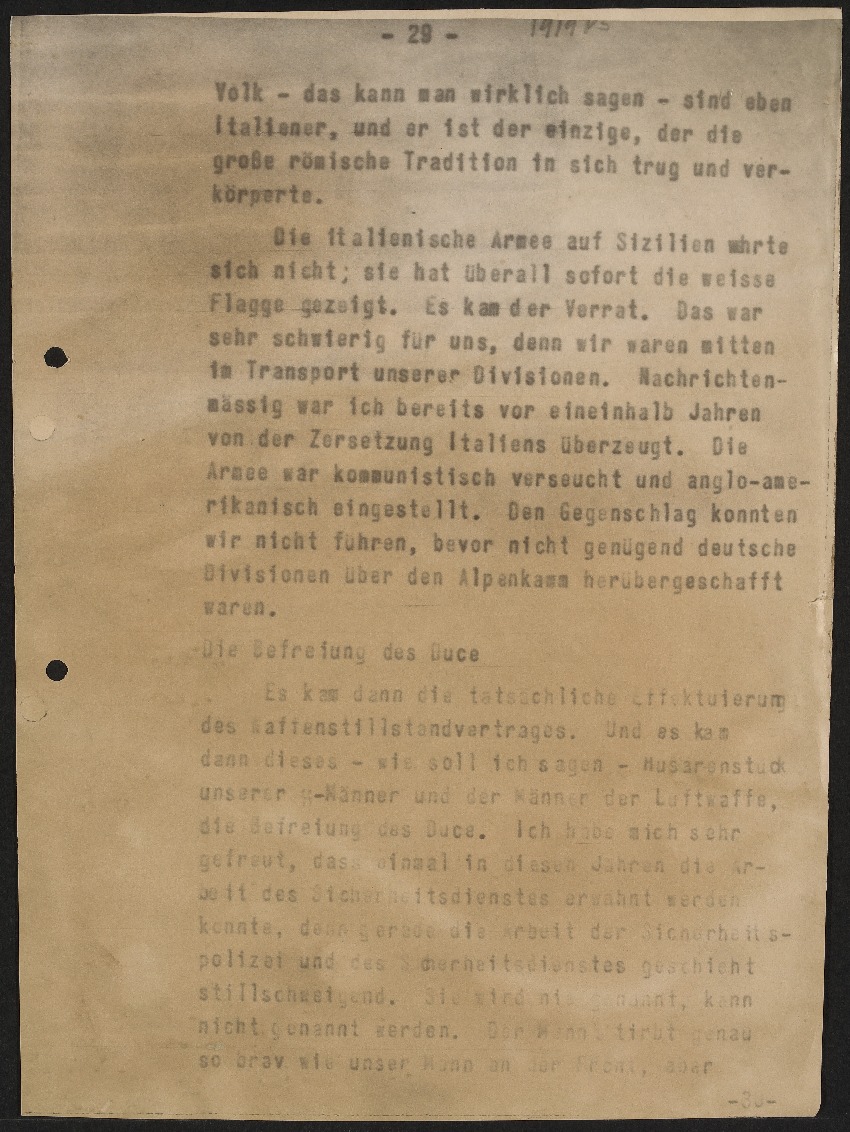 - 29 -
1919 PS
Volk - das kann man wirklich sagen - sind eben
Italiener, und er ist der einzige, der die
große römische Tradition in sich trug und ver-
körperte.
Die italienische Armee auf Sizilien whrte
sich nicht; sie hat überall sofort die weisse
Flagge gezeigt. Es kam der Verrat. Das war
sehr schwierig für uns, denn wir waren mitten
im Transport unserer Divisionen. Nachrichten-
mässig war ich bereits vor eineinhalb Jahren
von der Zersetzung Italiens überzeugt. Die
Armee war kommunistisch verseucht und anglo-ame-
rikanisch eingestellt. Den Gegenschlag konnten
wir nicht führen, bevor nicht genügend deutsche
Divisionen über den Alpenkamm herübergeschafft
waren.
Die Befreiung des Duce
Es kam dann die tatsächliche Effektuierung
des Waffenstillstandvertrages. Und es kam
dann dieses - wie soll ich sagen - Husarenstück
unserer ᛋᛋ-Männer und der Männer der Luftwaffe,
die Befreiung des Duce. Ich habe mich sehr
gefreut, dass einmal in diesen Jahren die Ar-
beit des Sicherheitsdienstes erwähnt werden
konnte, denn gerade die Arbeit der Sicherheits-
polizei und des Sicherheitsdienstes geschieht
stillschweigend. Sie wird nie genannt, kann
nicht genannt werden. Der Mann stirbt genau
so brav wie unser Mann an der Front, aber
-30-